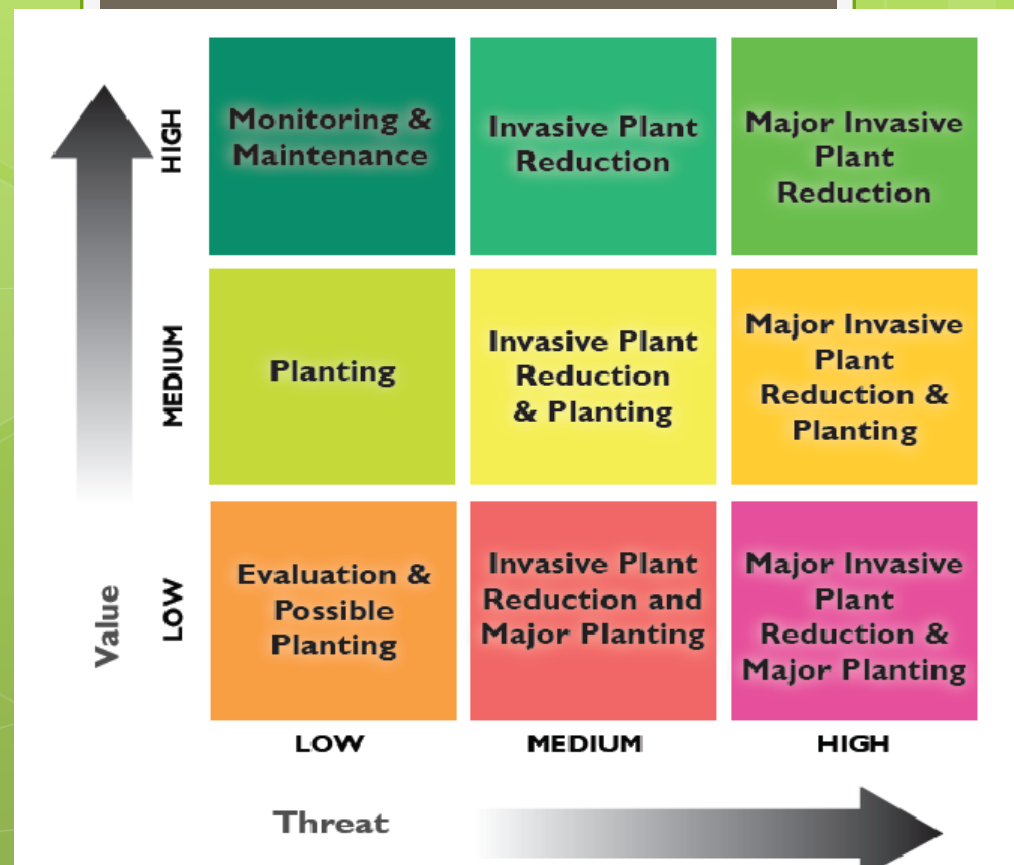 HIGH
Monitoring &
Maintenance
Invasive Plant
Reduction
Major Invasive
Plant
Reduction
MEDIUM
Planting
Invasive Plant
Reduction
& Planting
Major Invasive
Plant
Reduction &
Planting
Value
LOW
Evaluation &
Possible
Planting
Invasive Plant
Reduction and
Major Planting
Major Invasive
Plant
Reduction &
Major Planting
LOW
MEDIUM
HIGH
Threat